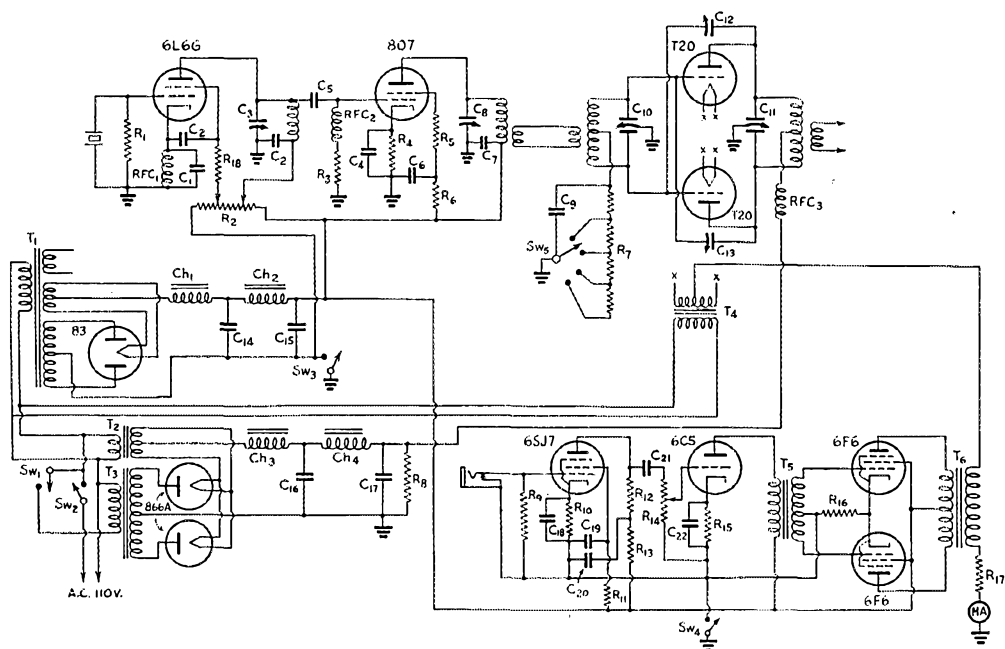 C12
6L6G
807
T20
C3
C5
RFC2
C8
C10
C11
R1
C2
C2
C7
R18
R4
R5
C4
C6
RFC1
C1
R3
R6
RFC3
T20
R2
C9
R7
Sw5
C13
T1
Ch1
Ch2
x
x
x x
x x
T4
83
C14
C15
Sw3
T2
Ch3
Ch4
6SJ7
6C5
6F6
Sw1
T3
C21
T5
T6
866A
C16
C17
R8
R9
R10
R12
R14
R16
Sw2
C18
C19
C22
R15
R13
C20
R11
R17
A.C. 110V.
6F6
MA
Sw4